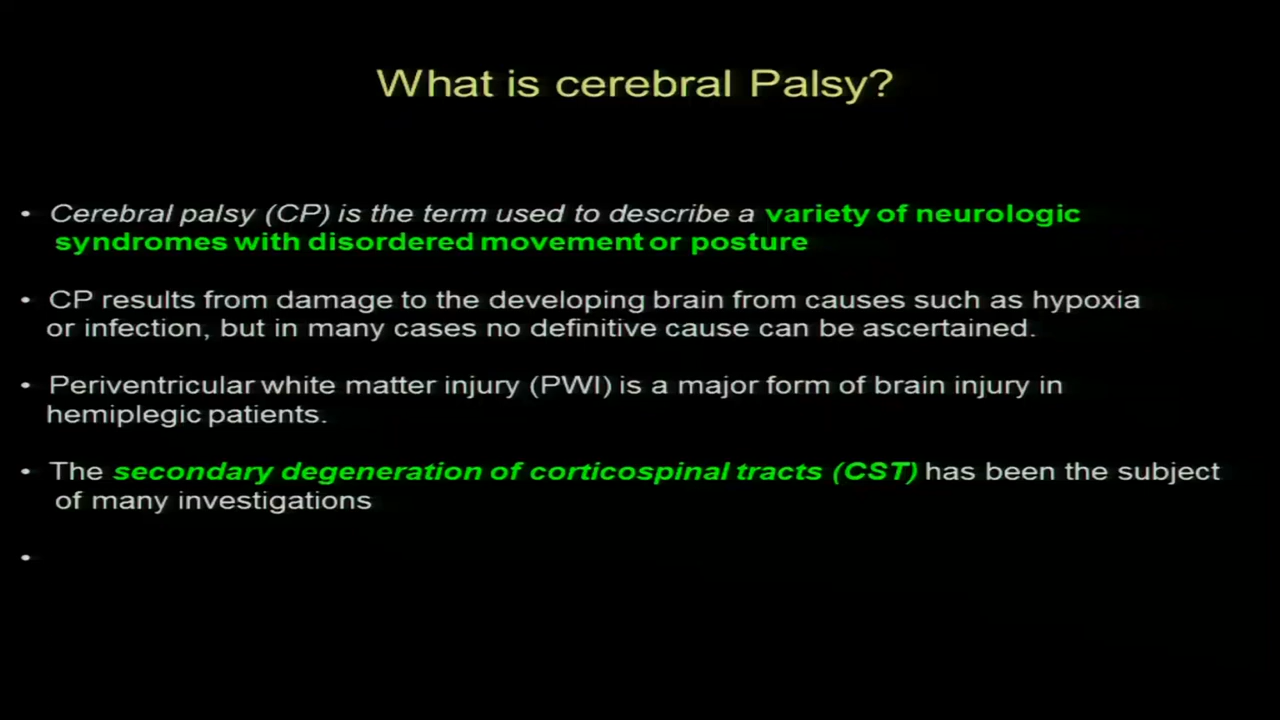 What is cerebral Palsy?
• Cerebral palsy (CP) is the term used to describe a variety of neurologic
syndromes with disordered movement or posture
• CP results from damage to the developing brain from causes such as hypoxia
or infection, but in many cases no definitive cause can be ascertained.
• Periventricular white matter injury (PWI) is a major form of brain injury in
hemiplegic patients.
• The secondary degeneration of corticospinal tracts (CST) has been the subject
of many investigations
•